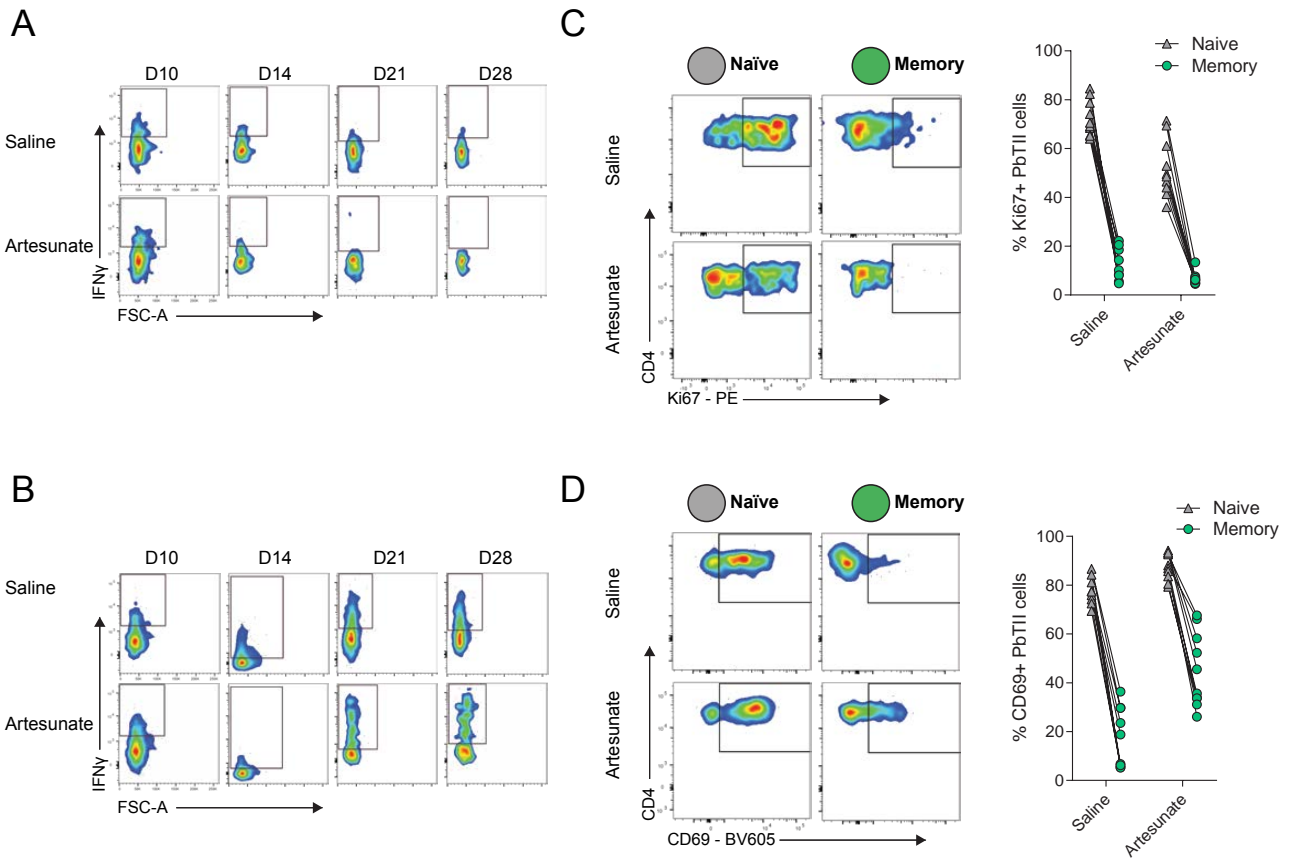 A
D10 D14 D21 D28
Saline
Artesunate
IFNγ
FSC-A
B
D10 D14 D21 D28
Saline
Artesunate
IFNγ
FSC-A
C
Naïve Memory
Saline
Artesunate
CD4
Ki67 - PE
Naive
Memory
% Ki67+ PbTII cells
100
80
60
40
20
0
Saline
Artesunate
D
Naïve Memory
Saline
Artesunate
CD4
CD69 - BV605
Naive
Memory
% CD69+ PbTII cells
100
80
60
40
20
0
Saline
Artesunate